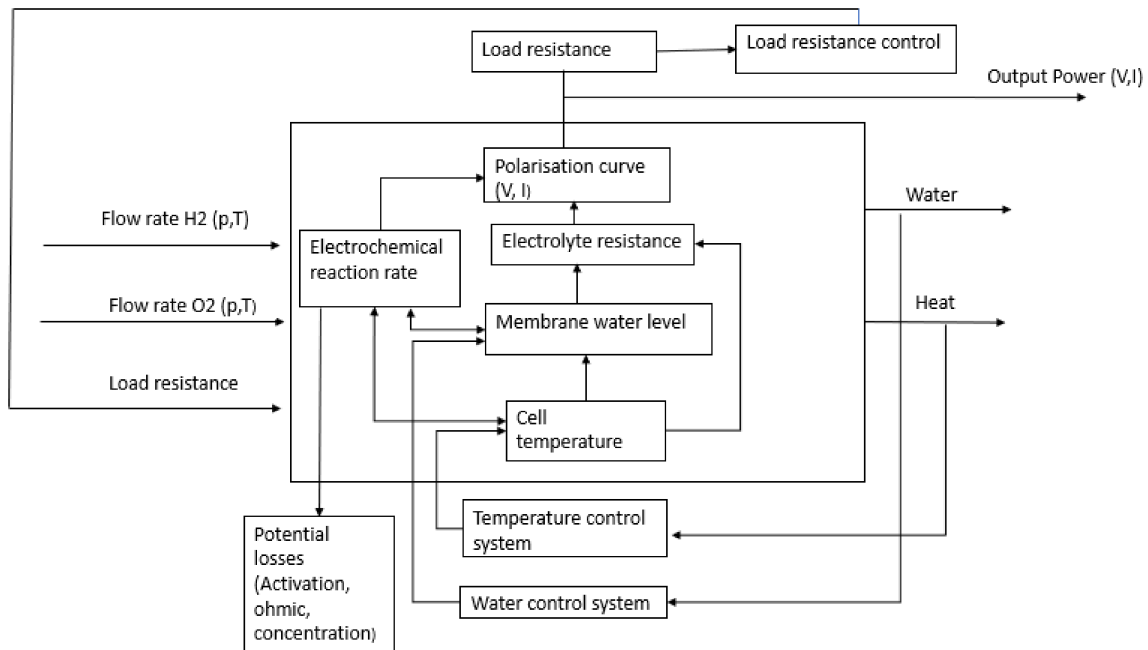 Load resistance
Load resistance control
Output Power (V,I)
Polarisation curve
(V, I)
Water
Flow rate H2 (p,T)
Electrochemical
reaction rate
Electrolyte resistance
Flow rate O2 (p,T)
Heat
Membrane water level
Load resistance
Cell
temperature
Temperature control
system
Potential
losses
(Activation,
ohmic,
concentration)
Water control system